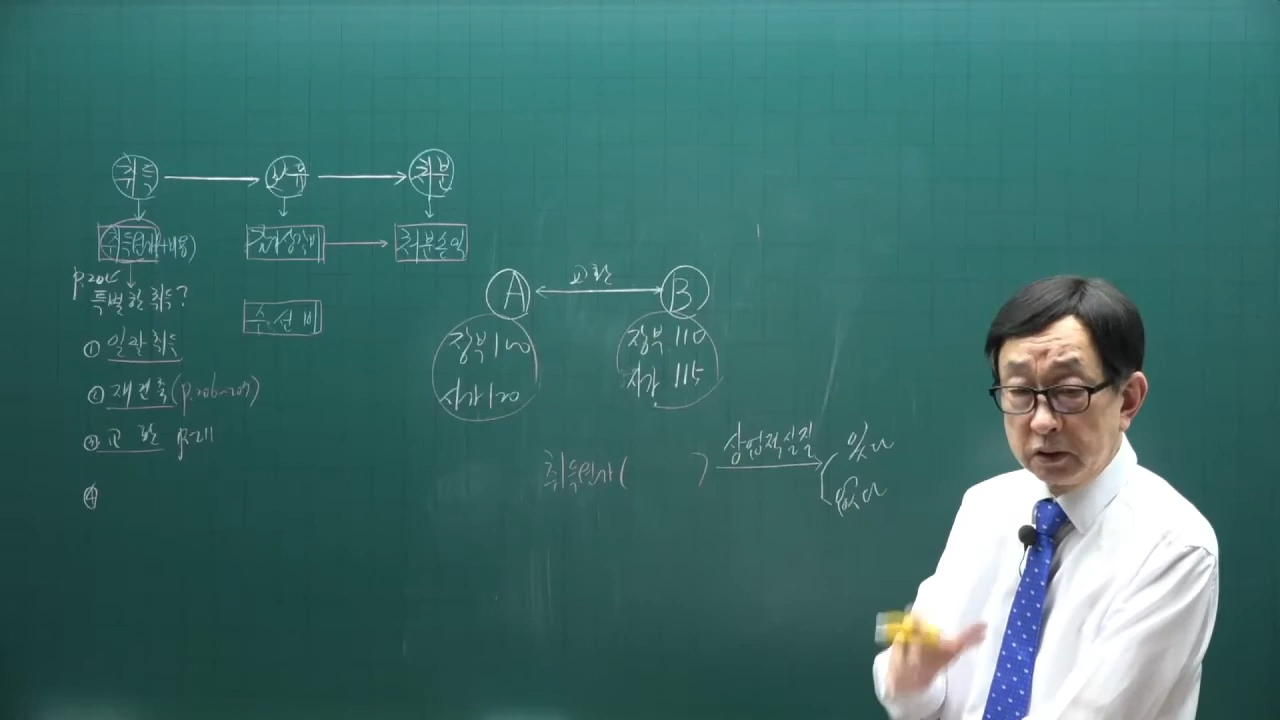 취득 보유 처분
취득원가+비용) 감가상각비 처분손익
특별한 취득?
수선비
① 일괄취득
② 재건축(p.206~209)
③ 교환 p.211
④
A 교환 B
장부 100
시가 120
장부 110
시가 115
취득원가( ) 상업적실질
있다
없다